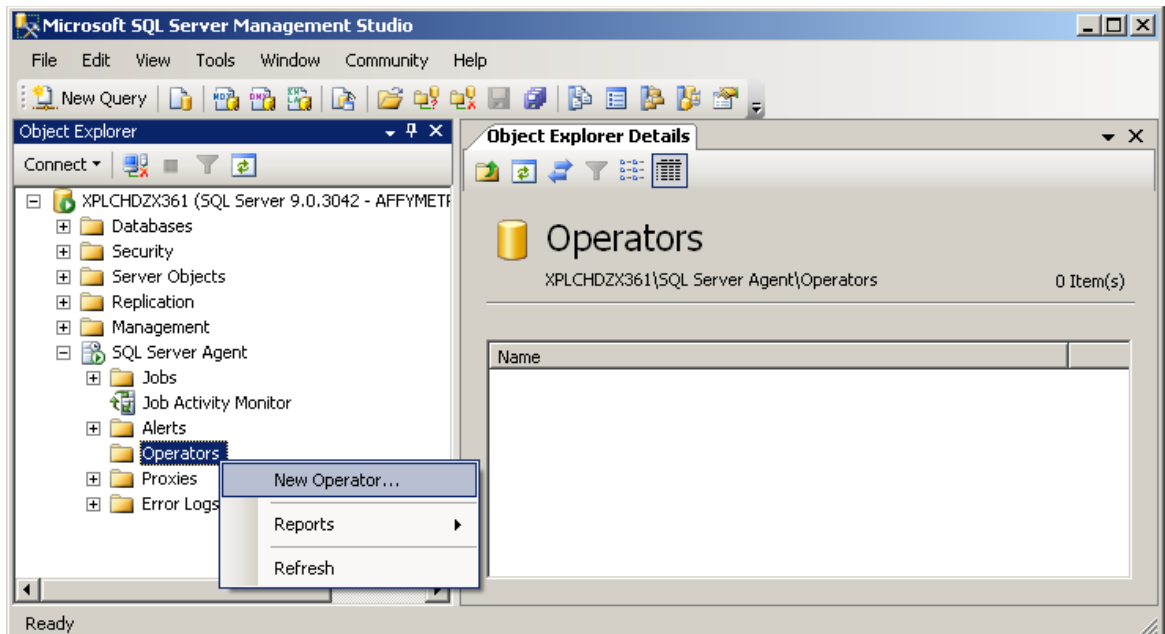 Microsoft SQL Server Management Studio
File Edit View Tools Window Community Help
New Query
Object Explorer
Connect
XPLCHDZX361 (SQL Server 9.0.3042 - AFFYMETR
Databases
Security
Server Objects
Replication
Management
SQL Server Agent
Jobs
Job Activity Monitor
Alerts
Operators
Proxies
Error Logs
New Operator...
Reports
Refresh
Object Explorer Details
Operators
XPLCHDZX361\SQL Server Agent\Operators 0 Item(s)
Name
Ready